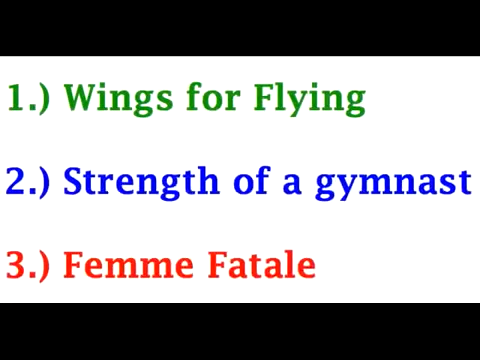 1.) Wings for Flying
2.) Strength of a gymnast
3.) Femme Fatale